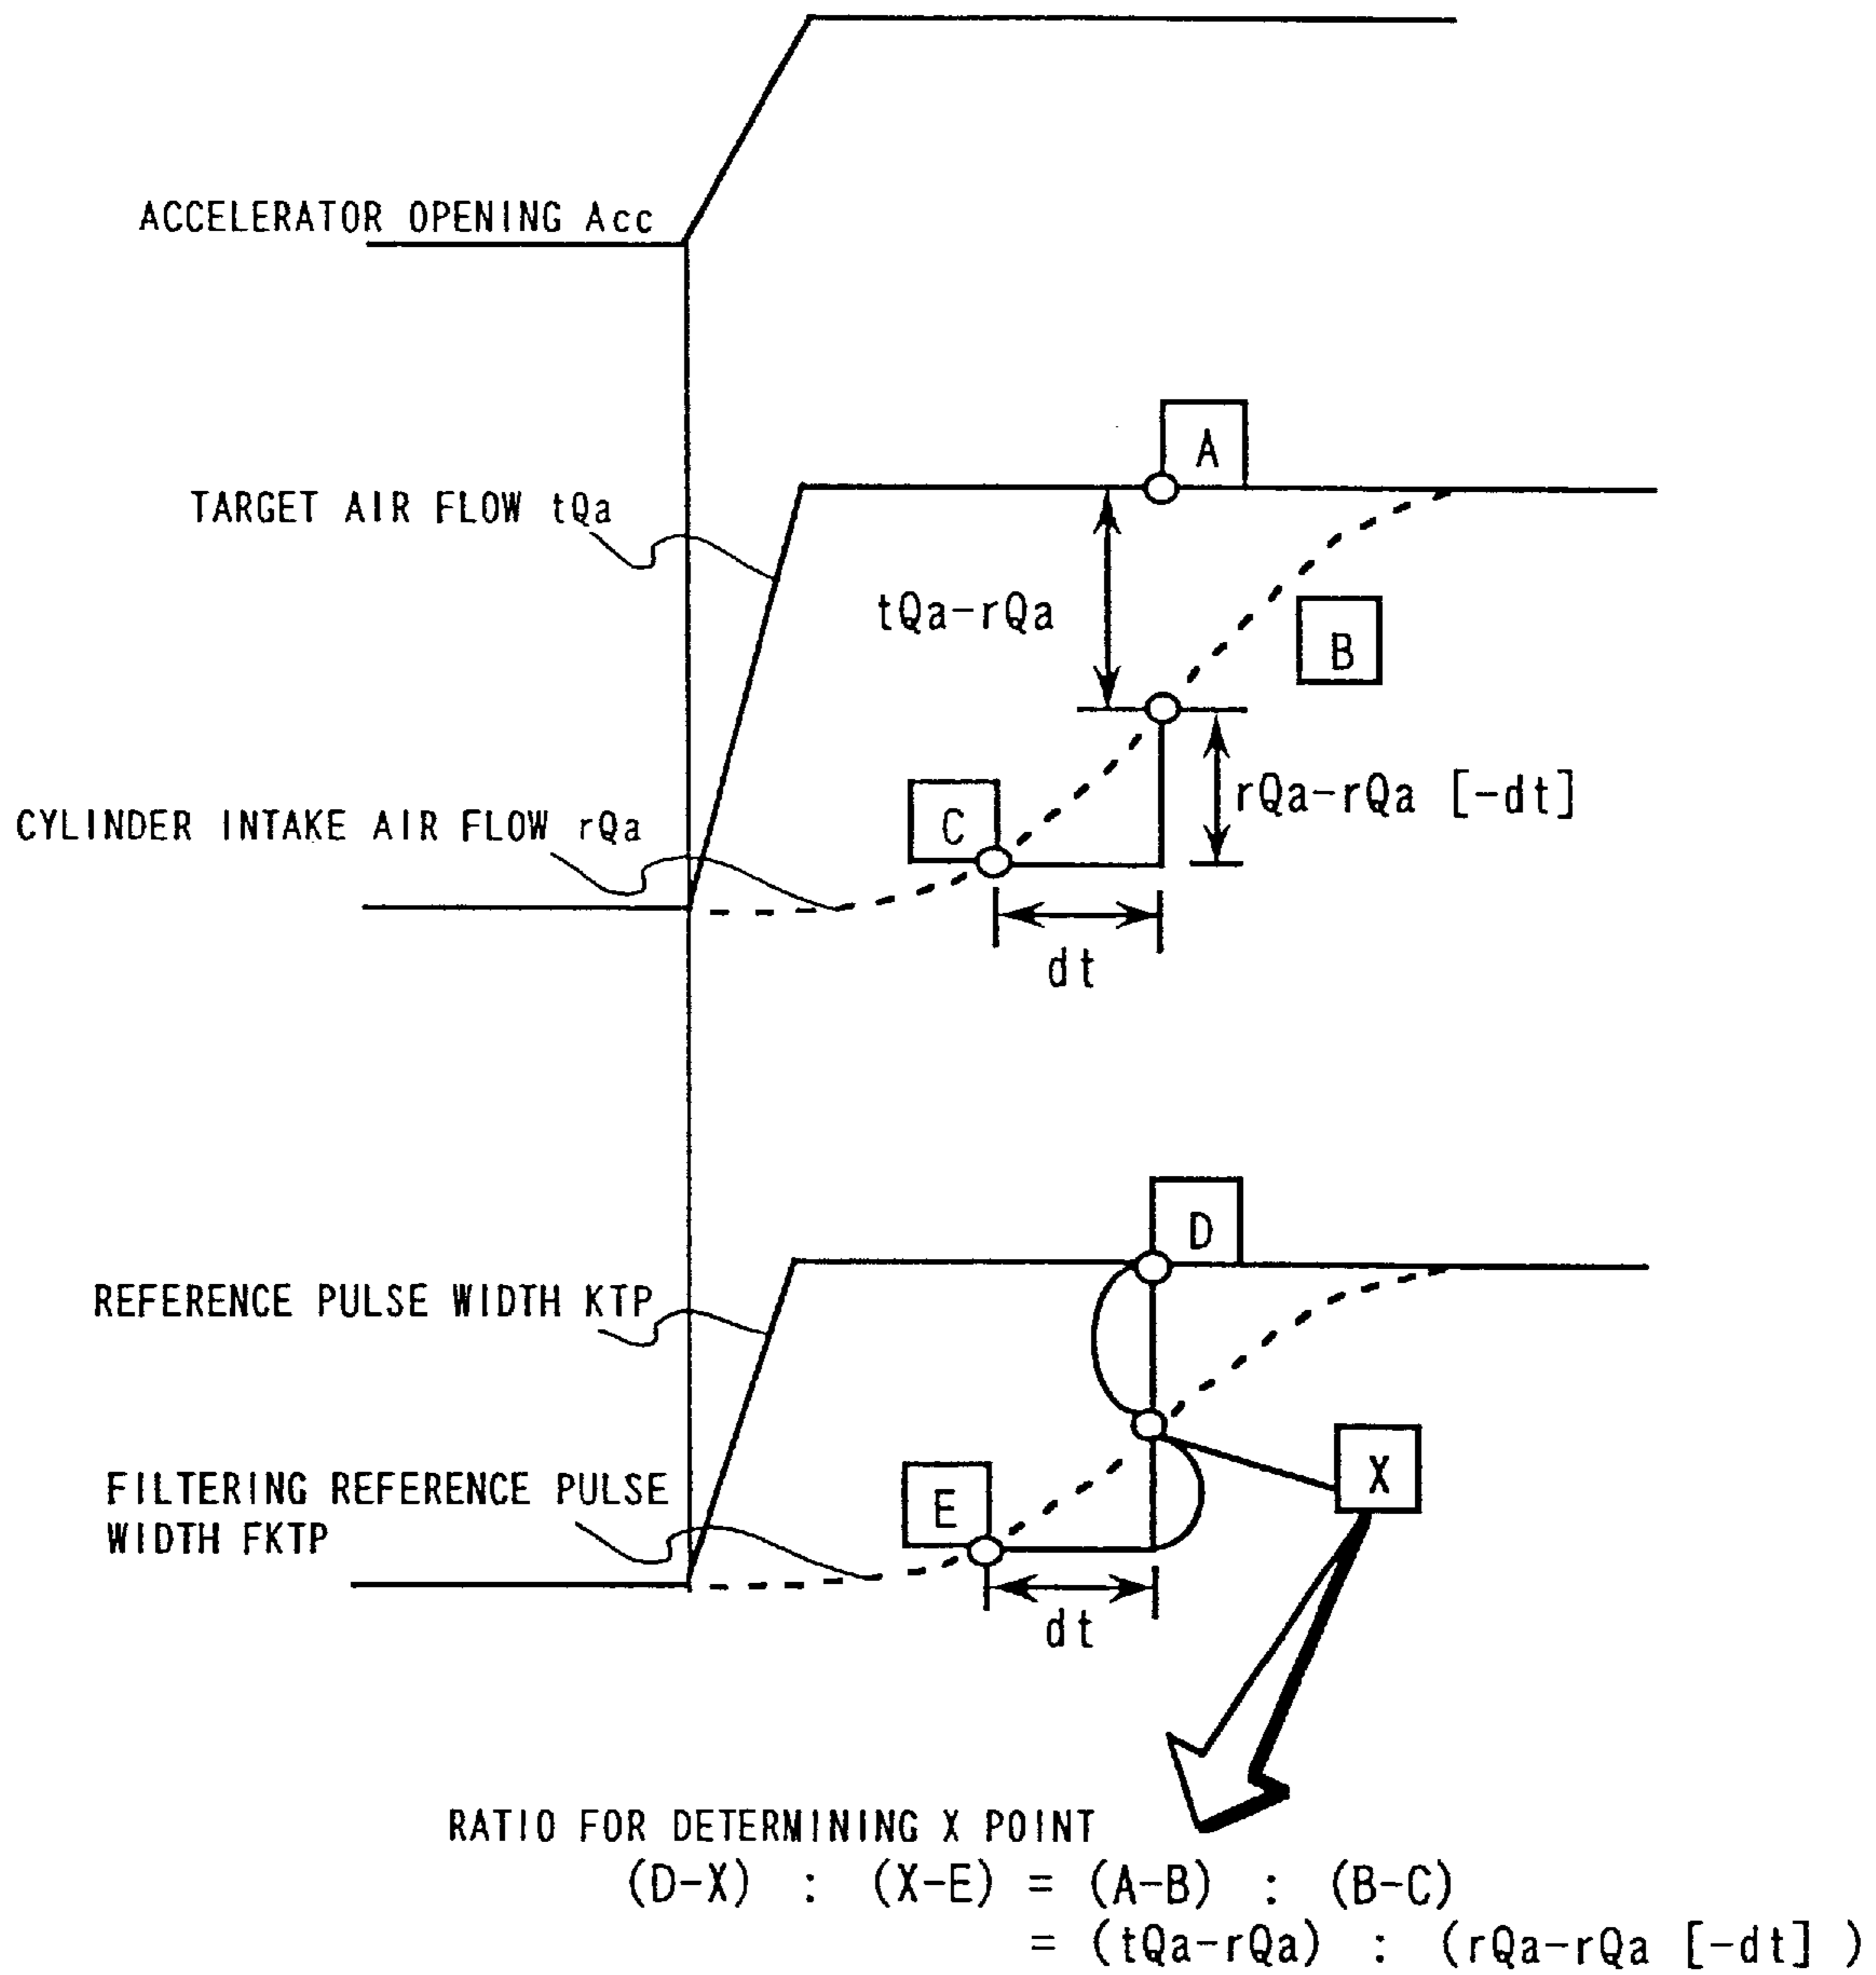 ACCELERATOR OPENING Acc
A
TARGET AIR FLOW tQa
tQa-rQa
B
rQa-rQa [-dt]
C
CYLINDER INTAKE AIR FLOW rQa
dt
D
REFERENCE PULSE WIDTH KTP
X
FILTERING REFERENCE PULSE
WIDTH FKTP
E
dt
RATIO FOR DETERMINING X POINT
(D-X) : (X-E) = (A-B) : (B-C)
= (tQa-rQa) : (rQa-rQa [-dt] )